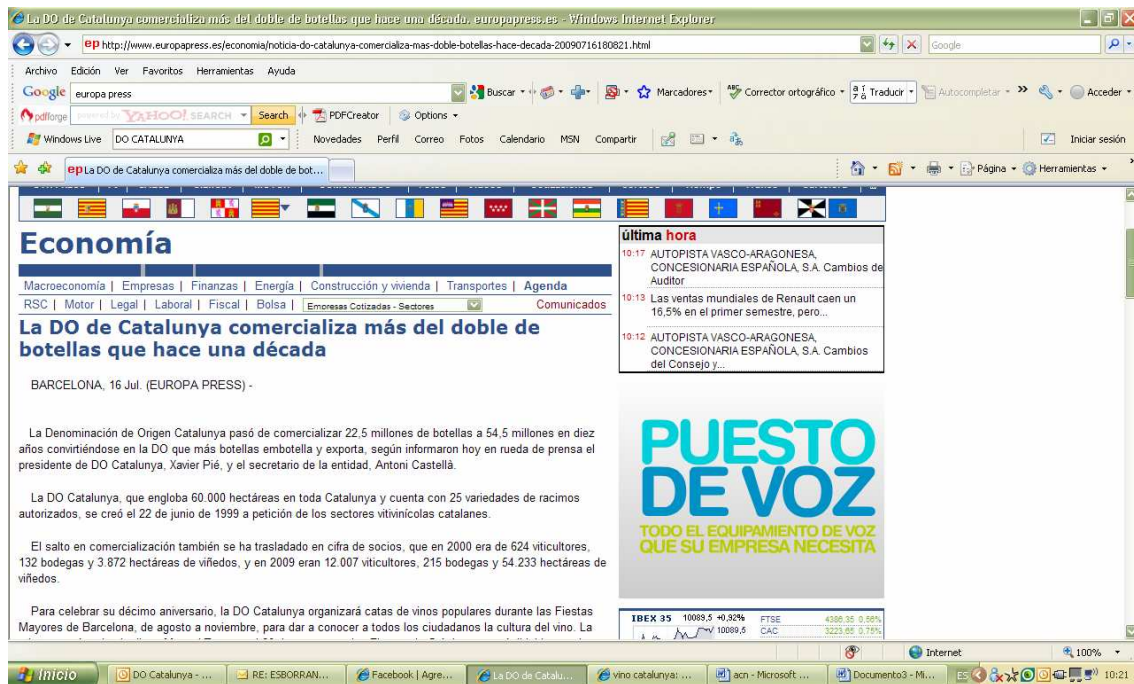 La DO de Catalunya comercializa más del doble de botellas que hace una década. europapress.es - Windows Internet Explorer
ep http://www.europapress.es/economia/noticia-do-catalunya-comercializa-mas-doble-botellas-hace-decada-20090716180821.html
Google
Archivo Edición Ver Favoritos Herramientas Ayuda
Google europa press Buscar Marcadores Corrector ortográfico Traducir Autocompletar Acceder
pdfforge powered by YAHOO! SEARCH Search PDFCreator Options
Windows Live DO CATALUNYA Novedades Perfil Correo Fotos Calendario MSN Compartir Iniciar sesión
ep La DO de Catalunya comercializa más del doble de bot... Página Herramientas
Economía
Macroeconomía | Empresas | Finanzas | Energía | Construcción y vivienda | Transportes | Agenda
RSC | Motor | Legal | Laboral | Fiscal | Bolsa | Empresas Cotizadas - Sectores Comunicados
La DO de Catalunya comercializa más del doble de
botellas que hace una década
BARCELONA, 16 Jul. (EUROPA PRESS) -
La Denominación de Origen Catalunya pasó de comercializar 22,5 millones de botellas a 54,5 millones en diez
años convirtiéndose en la DO que más botellas embotella y exporta, según informaron hoy en rueda de prensa el
presidente de DO Catalunya, Xavier Pié, y el secretario de la entidad, Antoni Castellà.
La DO Catalunya, que engloba 60.000 hectáreas en toda Catalunya y cuenta con 25 variedades de racimos
autorizados, se creó el 22 de junio de 1999 a petición de los sectores vitivinícolas catalanes.
El salto en comercialización también se ha trasladado en cifra de socios, que en 2000 era de 624 viticultores,
132 bodegas y 3.872 hectáreas de viñedos, y en 2009 eran 12.007 viticultores, 215 bodegas y 54.233 hectáreas de
viñedos.
Para celebrar su décimo aniversario, la DO Catalunya organizará catas de vinos populares durante las Fiestas
Mayores de Barcelona, de agosto a noviembre, para dar a conocer a todos los ciudadanos la cultura del vino. La
última hora
10:17 AUTOPISTA VASCO-ARAGONESA,
CONCESIONARIA ESPAÑOLA, S.A. Cambios de
Auditor
10:13 Las ventas mundiales de Renault caen un
16,5% en el primer semestre, pero...
10:12 AUTOPISTA VASCO-ARAGONESA,
CONCESIONARIA ESPAÑOLA, S.A. Cambios
del Consejo y...
PUESTO
DE VOZ
TODO EL EQUIPAMIENTO DE VOZ
QUE SU EMPRESA NECESITA
IBEX 35 10089,5 +0,92% FTSE 4386,35 0,56%
10089,5 CAC 3223,65 0,75%
Internet 100%
Inicio DO Catalunya - ... RE: ESBORRAN... Facebook | Agre... La DO de Catalu... vino catalunya: ... acn - Microsoft ... Documento3 - Mi... ES 10:21